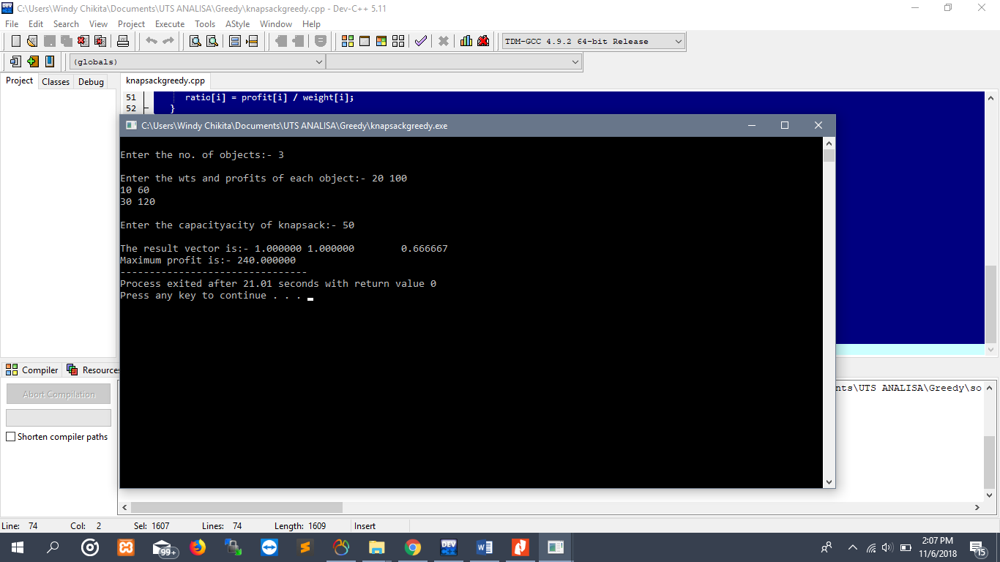 C:\Users\Windy Chikita\Documents\UTS ANALISA\Greedy\knapsackgreedy.cpp - Dev-C++ 5.11
File Edit Search View Project Execute Tools AStyle Window Help
TDM-GCC 4.9.2 64-bit Release
(globals)
Project Classes Debug knapsackgreedy.cpp
51 ratio[i] = profit[i] / weight[i];
52 }
C:\Users\Windy Chikita\Documents\UTS ANALISA\Greedy\knapsackgreedy.exe
Enter the no. of objects:- 3
Enter the wts and profits of each object:- 20 100
10 60
30 120
Enter the capacityacity of knapsack:- 50
The result vector is:- 1.000000 1.000000 0.666667
Maximum profit is:- 240.000000
--------------------------------
Process exited after 21.01 seconds with return value 0
Press any key to continue . . .
Compiler Resources
Abort Compilation
nts\UTS ANALISA\Greedy\so
Shorten compiler paths
Line: 74 Col: 2 Sel: 1607 Lines: 74 Length: 1609 Insert
99+
DEV
2:07 PM
11/6/2018
15